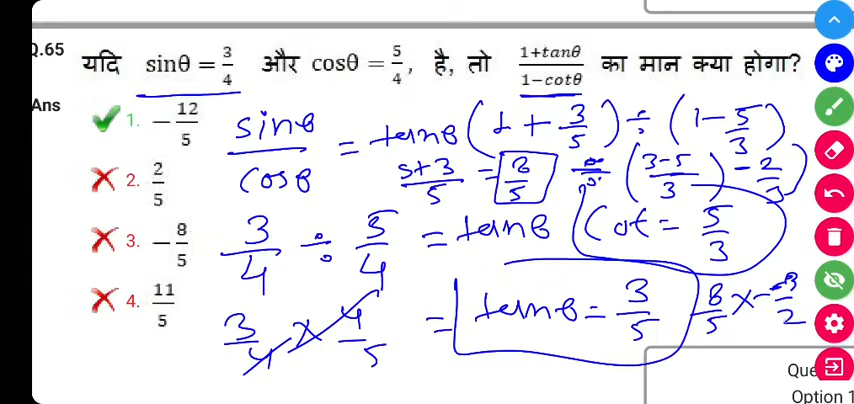 Q.65 यदि sinθ = 3/4 और cosθ = 5/4, है, तो (1+tanθ)/(1−cotθ) का मान क्या होगा?
Ans
1. −12/5
2. 2/5
3. −8/5
4. 11/5
sinθ/cosθ = tanθ (1 + 3/5) ÷ (1 − 5/3)
(5+3)/5 = 8/5 ÷ (3−5/3) −2/3
3/4 ÷ 5/4 = tanθ (Cot = 5/3
3/4 × 4/5 = tanθ = 3/5
8/5 × −3/2
Que
Option 1